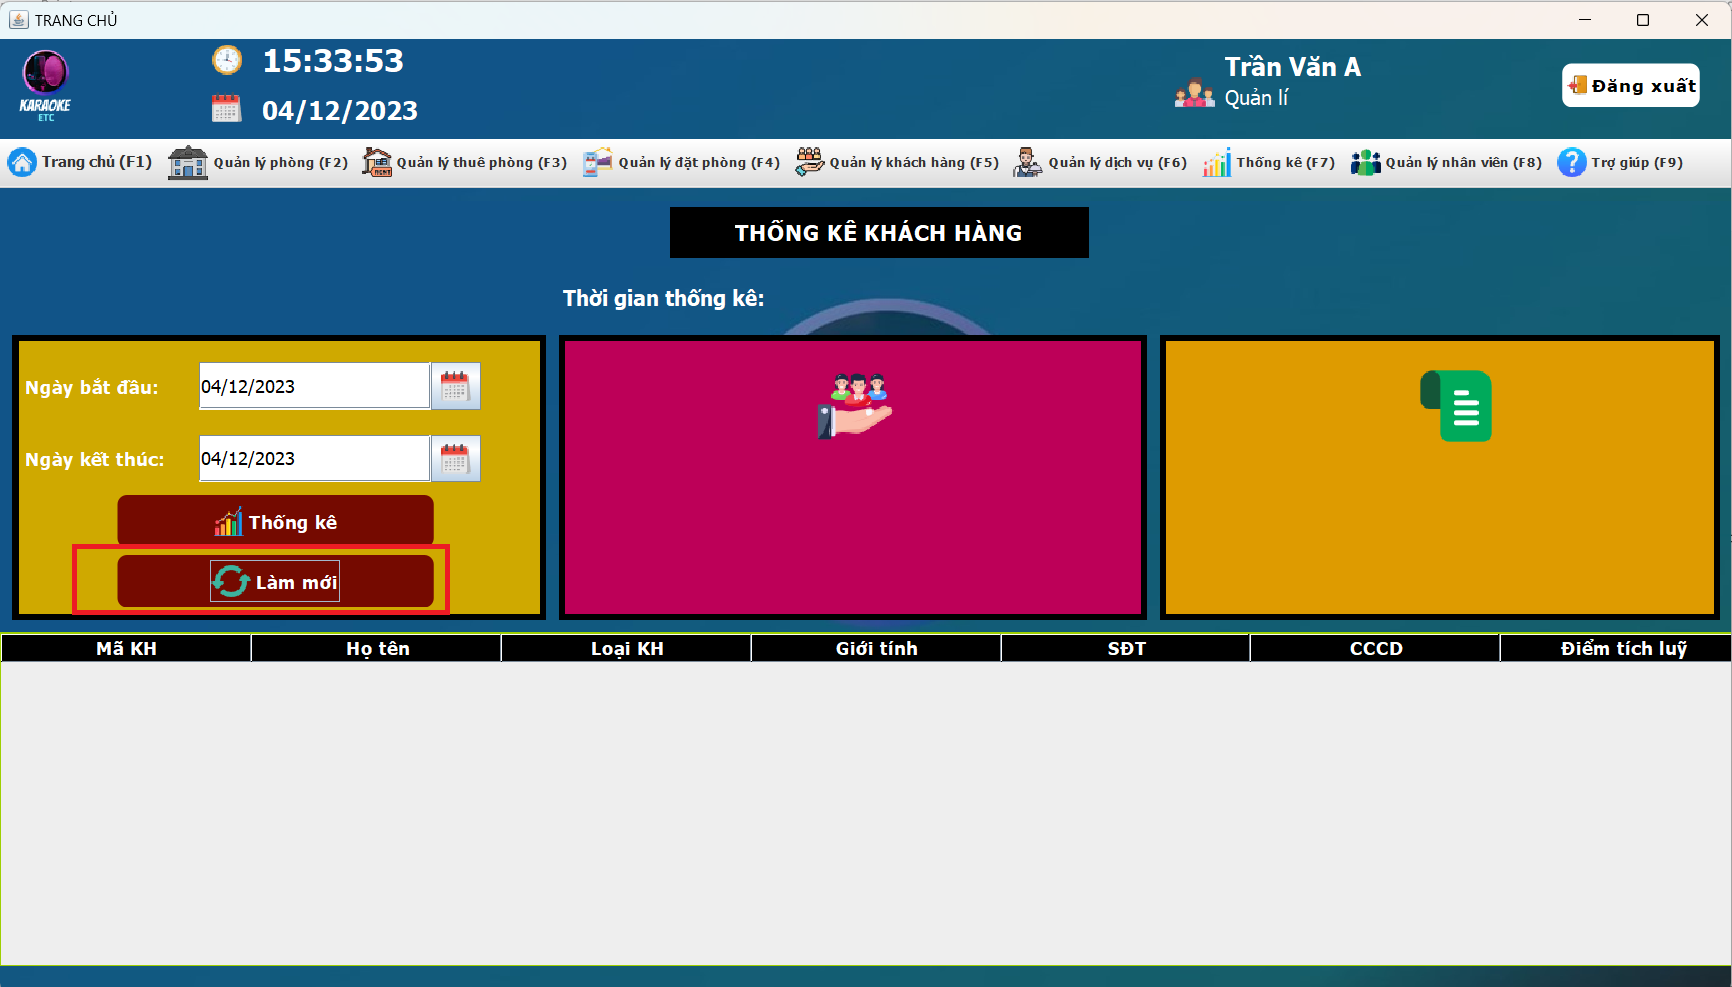 TRANG CHỦ
KARAOKE
ETC
15:33:53
04/12/2023
Trần Văn A
Quản lí
Đăng xuất
Trang chủ (F1)
Quản lý phòng (F2)
Quản lý thuê phòng (F3)
Quản lý đặt phòng (F4)
Quản lý khách hàng (F5)
Quản lý dịch vụ (F6)
Thống kê (F7)
Quản lý nhân viên (F8)
Trợ giúp (F9)
THỐNG KÊ KHÁCH HÀNG
Thời gian thống kê:
Ngày bắt đầu:
04/12/2023
Ngày kết thúc:
04/12/2023
Thống kê
Làm mới
Mã KH
Họ tên
Loại KH
Giới tính
SĐT
CCCD
Điểm tích luỹ